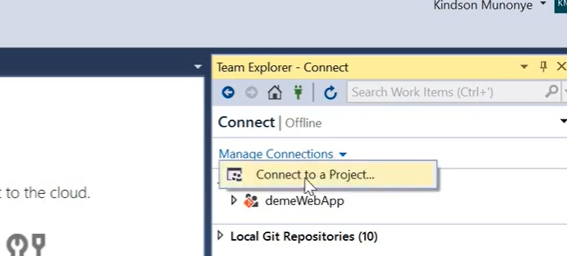 Kindson Munonye
KM
Team Explorer - Connect
Search Work Items (Ctrl+')
Connect | Offline
Manage Connections
Connect to a Project...
t to the cloud.
demeWebApp
Local Git Repositories (10)